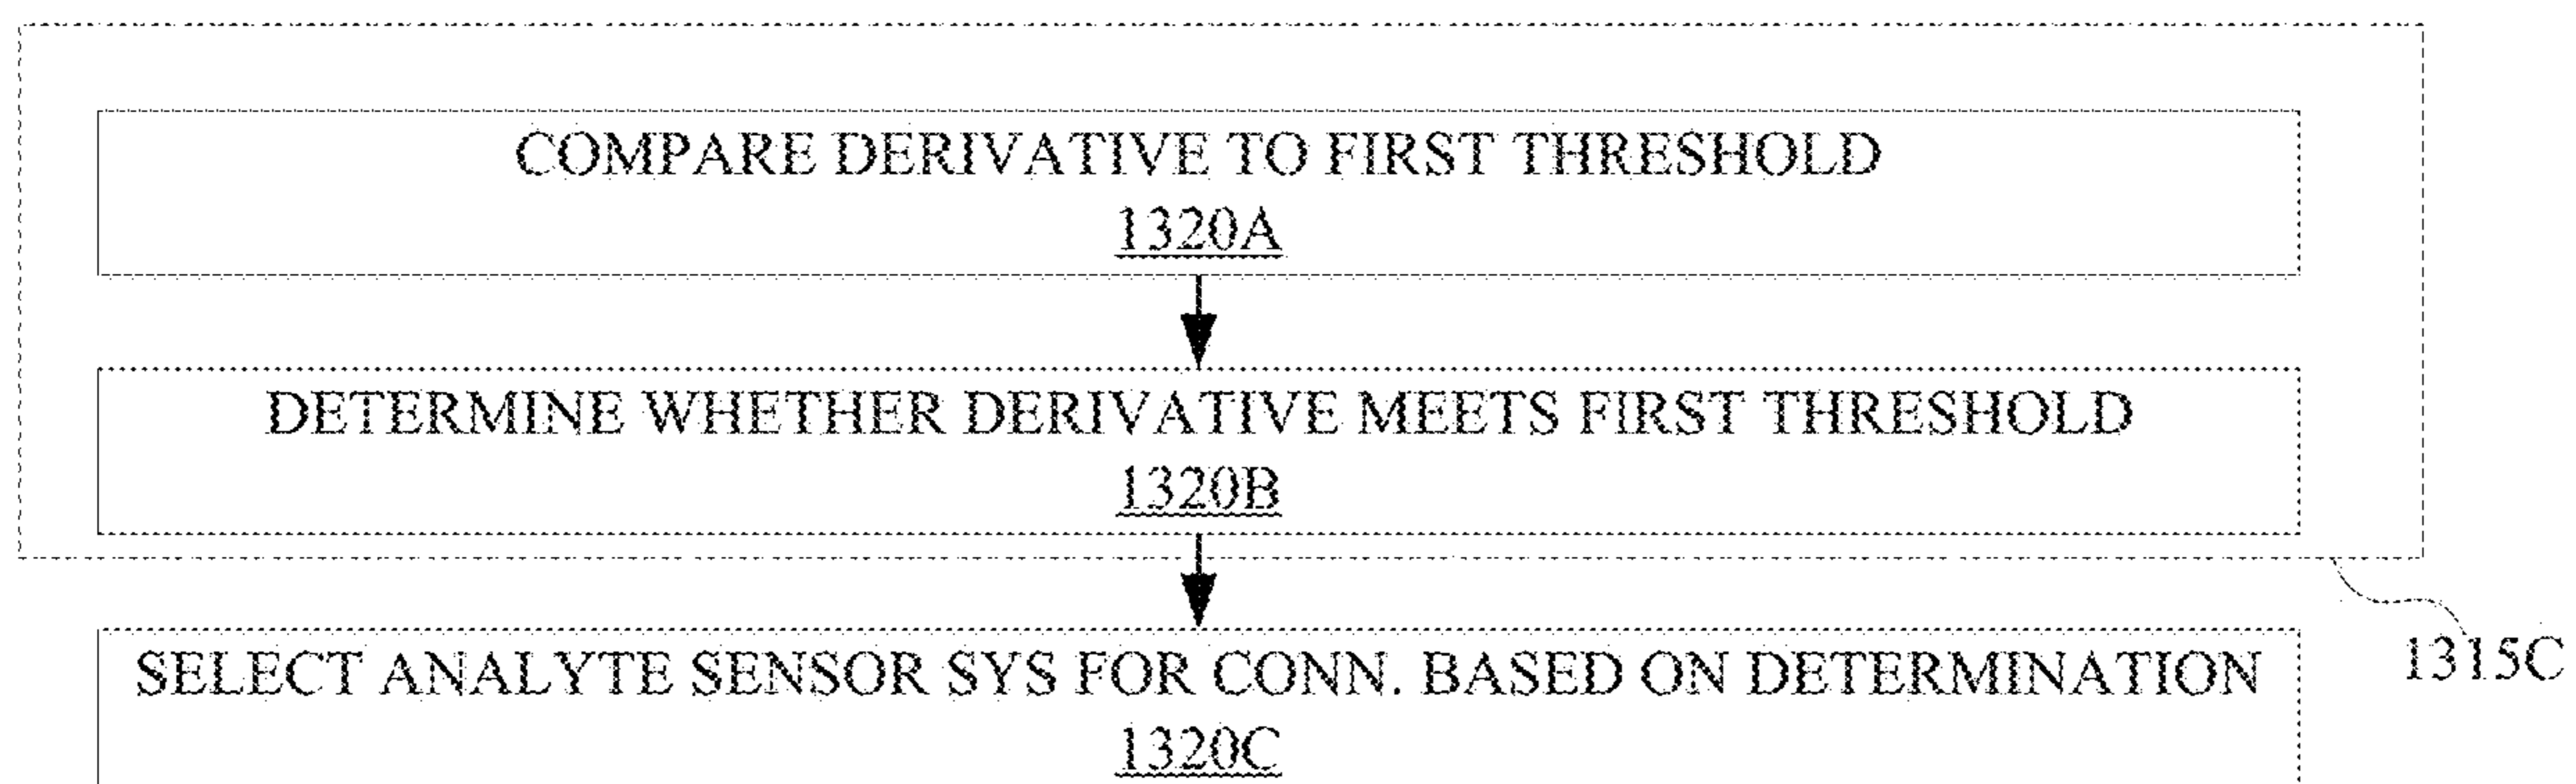 COMPARE DERIVATIVE TO FIRST THRESHOLD
1320A
DETERMINE WHETHER DERIVATIVE MEETS FIRST THRESHOLD
1320B
SELECT ANALYTE SENSOR SYS FOR CONN. BASED ON DETERMINATION
1320C
1315C